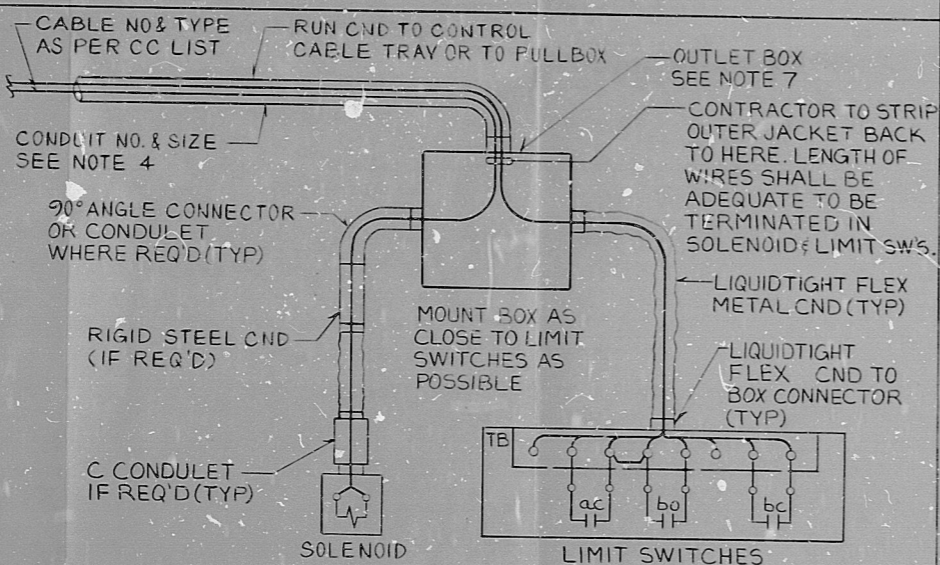 CABLE NO & TYPE
AS PER CC LIST
RUN CND TO CONTROL
CABLE TRAY OR TO PULLBOX
OUTLET BOX
SEE NOTE 7
CONDUIT NO. & SIZE
SEE NOTE 4
CONTRACTOR TO STRIP
OUTER JACKET BACK
TO HERE. LENGTH OF
WIRES SHALL BE
ADEQUATE TO BE
TERMINATED IN
SOLENOID & LIMIT SW'S.
90° ANGLE CONNECTOR
OR CONDULET
WHERE REQ'D (TYP)
LIQUIDTIGHT FLEX
METAL CND (TYP)
RIGID STEEL CND
(IF REQ'D)
MOUNT BOX AS
CLOSE TO LIMIT
SWITCHES AS
POSSIBLE
LIQUIDTIGHT
FLEX CND TO
BOX CONNECTOR
(TYP)
C CONDULET
IF REQ'D (TYP)
TB
ac
bo
bc
SOLENOID
LIMIT SWITCHES